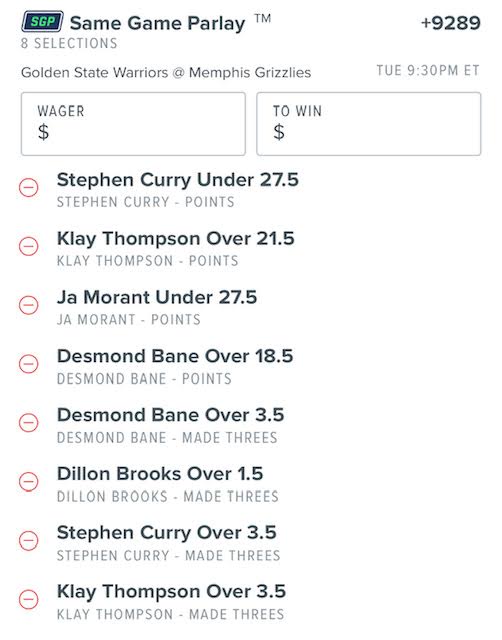 SGP Same Game Parlay ™ +9289
8 SELECTIONS
Golden State Warriors @ Memphis Grizzlies TUE 9:30PM ET
WAGER TO WIN
$ $
Stephen Curry Under 27.5
STEPHEN CURRY - POINTS
Klay Thompson Over 21.5
KLAY THOMPSON - POINTS
Ja Morant Under 27.5
JA MORANT - POINTS
Desmond Bane Over 18.5
DESMOND BANE - POINTS
Desmond Bane Over 3.5
DESMOND BANE - MADE THREES
Dillon Brooks Over 1.5
DILLON BROOKS - MADE THREES
Stephen Curry Over 3.5
STEPHEN CURRY - MADE THREES
Klay Thompson Over 3.5
KLAY THOMPSON - MADE THREES